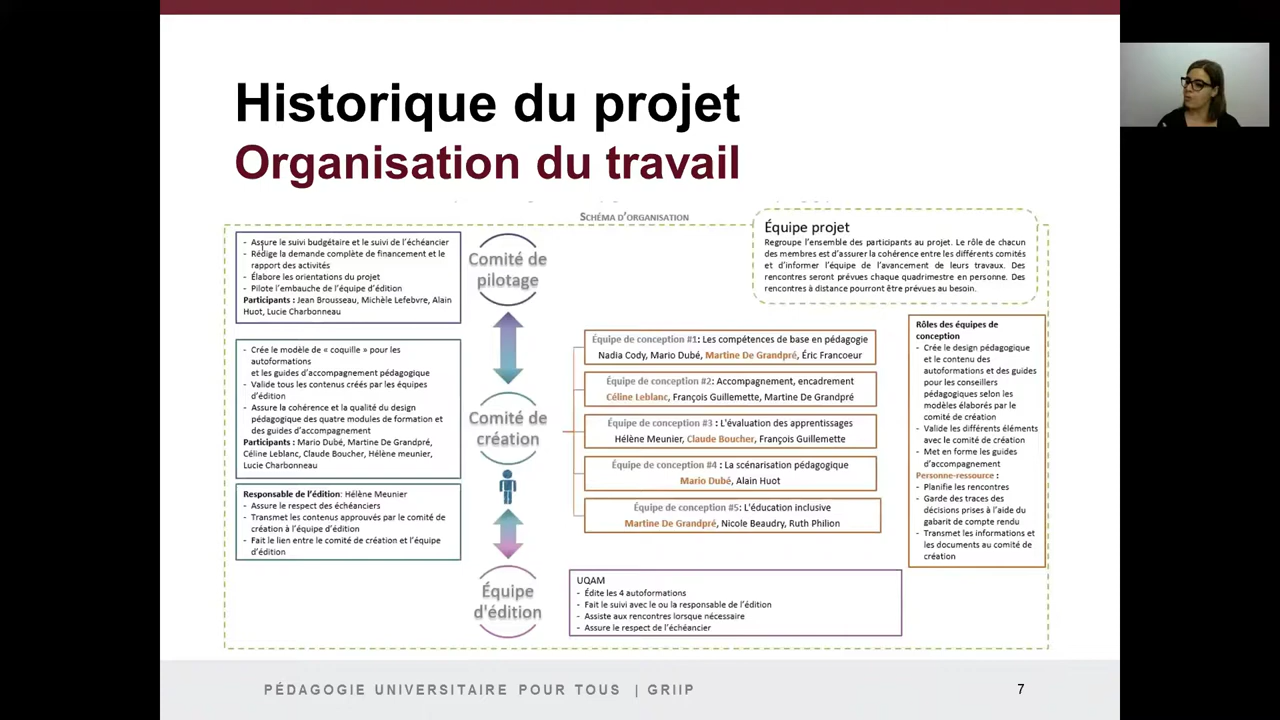 Historique du projet
Organisation du travail
SCHÉMA D'ORGANISATION
Équipe projet
Regroupe l'ensemble des participants au projet. Le rôle de chacun
des membres est d'assurer la cohérence entre les différents comités
et d'informer l'équipe de l'avancement de leurs travaux. Des
rencontres seront prévues chaque quadrimestre en personne. Des
rencontres à distance pourront être prévues au besoin.
- Assure le suivi budgétaire et le suivi de l'échéancier
- Rédige la demande complète de financement et le
rapport des activités
- Élabore les orientations du projet
- Pilote l'embauche de l'équipe d'édition
Participants : Jean Brousseau, Michèle Lefebvre, Alain
Huot, Lucie Charbonneau
Comité de
pilotage
- Crée le modèle de « coquille » pour les
autoformations
et les guides d'accompagnement pédagogique
- Valide tous les contenus créés par les équipes
d'édition
- Assure la cohérence et la qualité du design
pédagogique des quatre modules de formation et
des guides d'accompagnement
Participants : Mario Dubé, Martine De Grandpré,
Céline Leblanc, Claude Boucher, Hélène meunier,
Lucie Charbonneau
Comité de
création
Équipe de conception #1: Les compétences de base en pédagogie
Nadia Cody, Mario Dubé, Martine De Grandpré, Éric Francoeur
Équipe de conception #2: Accompagnement, encadrement
Céline Leblanc, François Guillemette, Martine De Grandpré
Équipe de conception #3 : L'évaluation des apprentissages
Hélène Meunier, Claude Boucher, François Guillemette
Équipe de conception #4 : La scénarisation pédagogique
Mario Dubé, Alain Huot
Équipe de conception #5: L'éducation inclusive
Martine De Grandpré, Nicole Beaudry, Ruth Philion
Rôles des équipes de
conception
- Crée le design pédagogique
et le contenu des
autoformations et des guides
pour les conseillers
pédagogiques selon les
modèles élaborés par le
comité de création
- Valide les différents éléments
avec le comité de création
- Met en forme les guides
d'accompagnement
Personne-ressource :
- Planifie les rencontres
- Garde des traces des
décisions prises à l'aide du
gabarit de compte rendu
- Transmet les informations et
les documents au comité de
création
Responsable de l'édition: Hélène Meunier
- Assure le respect des échéanciers
- Transmet les contenus approuvés par le comité de
création à l'équipe d'édition
- Fait le lien entre le comité de création et l'équipe
d'édition
Équipe
d'édition
UQAM
- Édite les 4 autoformations
- Fait le suivi avec le ou la responsable de l'édition
- Assiste aux rencontres lorsque nécessaire
- Assure le respect de l'échéancier
PÉDAGOGIE UNIVERSITAIRE POUR TOUS | GRIIP
7